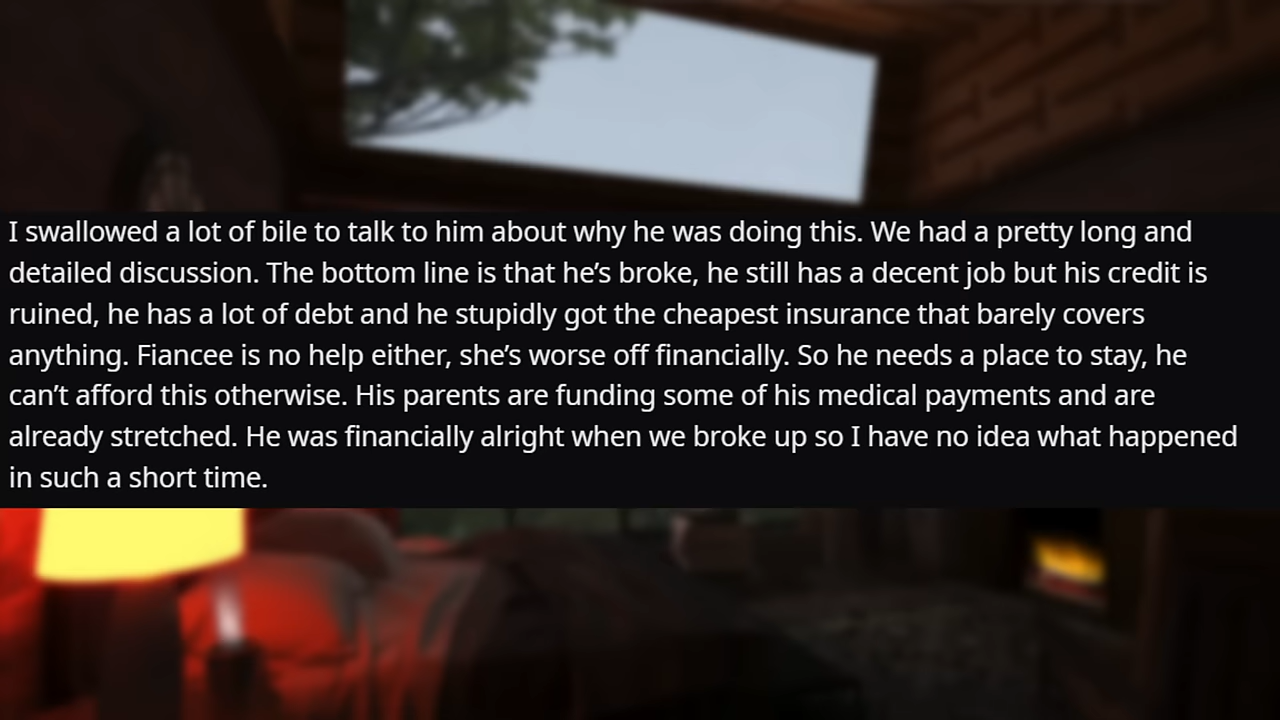 I swallowed a lot of bile to talk to him about why he was doing this. We had a pretty long and
detailed discussion. The bottom line is that he’s broke, he still has a decent job but his credit is
ruined, he has a lot of debt and he stupidly got the cheapest insurance that barely covers
anything. Fiancee is no help either, she’s worse off financially. So he needs a place to stay, he
can’t afford this otherwise. His parents are funding some of his medical payments and are
already stretched. He was financially alright when we broke up so I have no idea what happened
in such a short time.